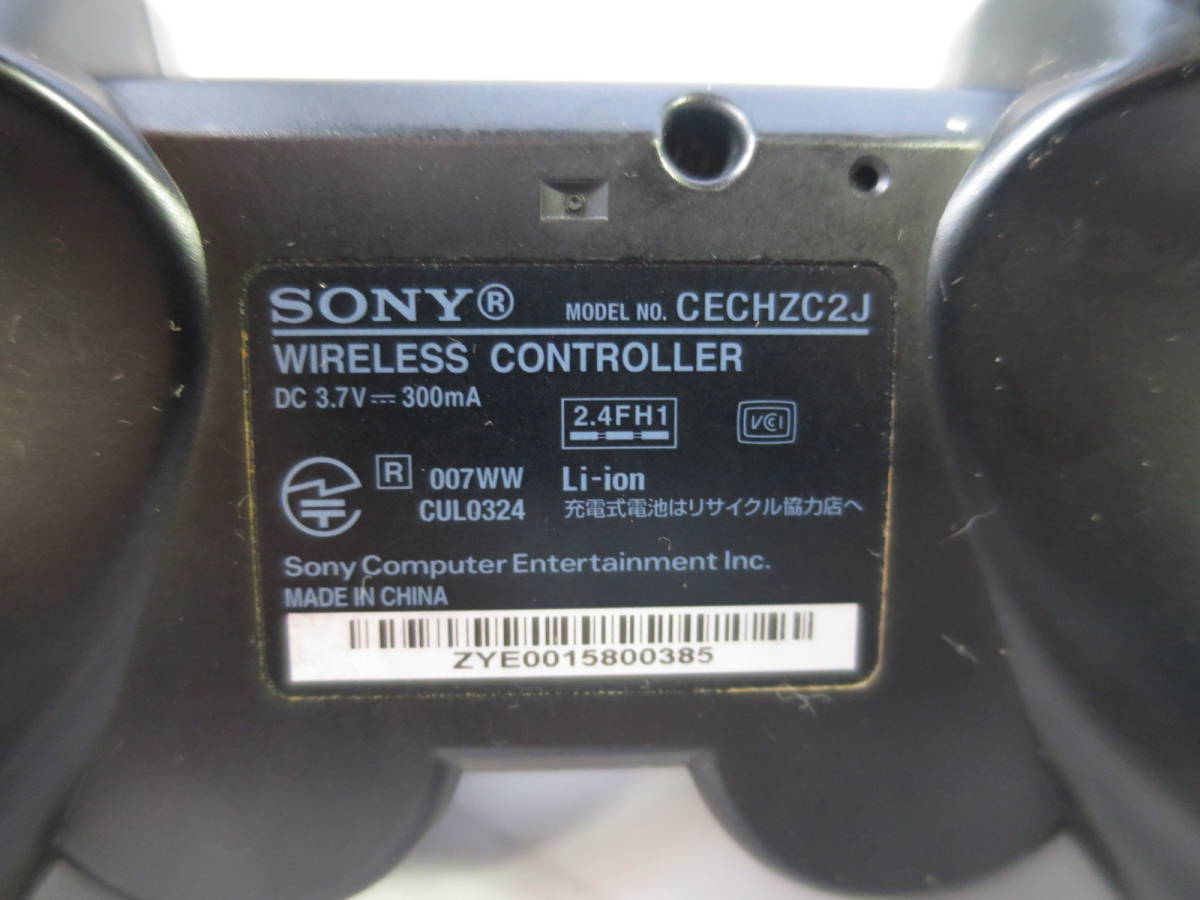 SONY® MODEL NO. CECHZC2J
WIRELESS CONTROLLER
DC 3.7V⎓300mA
2.4FH1
VCCI
R 007WW
CUL0324
Li-ion
充電式電池はリサイクル協力店へ
Sony Computer Entertainment Inc.
MADE IN CHINA
ZYE0015800385